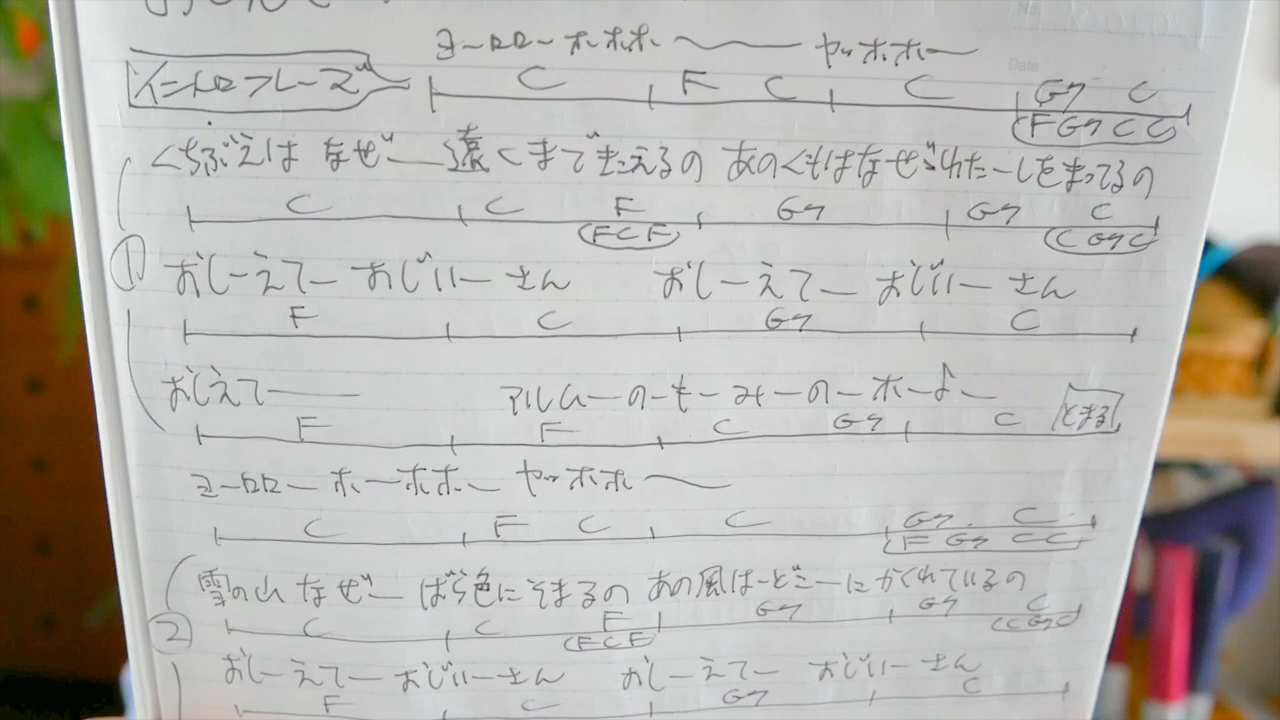 ヨーロローホホホ〜 ヤッホホー
イントロフレーズ C F C C G7 C
F G7 C C
くちぶえは なぜー 遠くまできこえるの あのくもはなぜーわたーしをまってるの
C C F G7 G7 C
FCF CG7C
① おしーえてー おじいーさん おしーえてー おじいーさん
F C G7 C
おしえてー アルムーのーもーみーのー木ーよー
F F C G7 C とまる
ヨーロローホーホホー ヤッホホー
C F C C G7 C
F G7 CC
雪の山 なぜー ばら色にそまるの あの風はーどこーにかくれているの
② C C F G7 G7 C
FCF CG7C
おしーえてー おじいーさん おしーえてー おじいーさん
F C G7 C